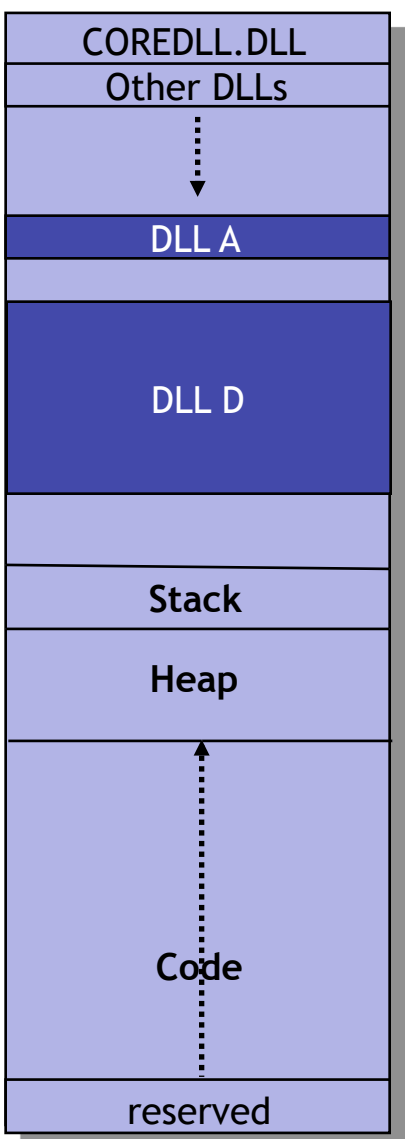 COREDLL.DLL
Other DLLs
DLL A
DLL D
Stack
Heap
Code
reserved